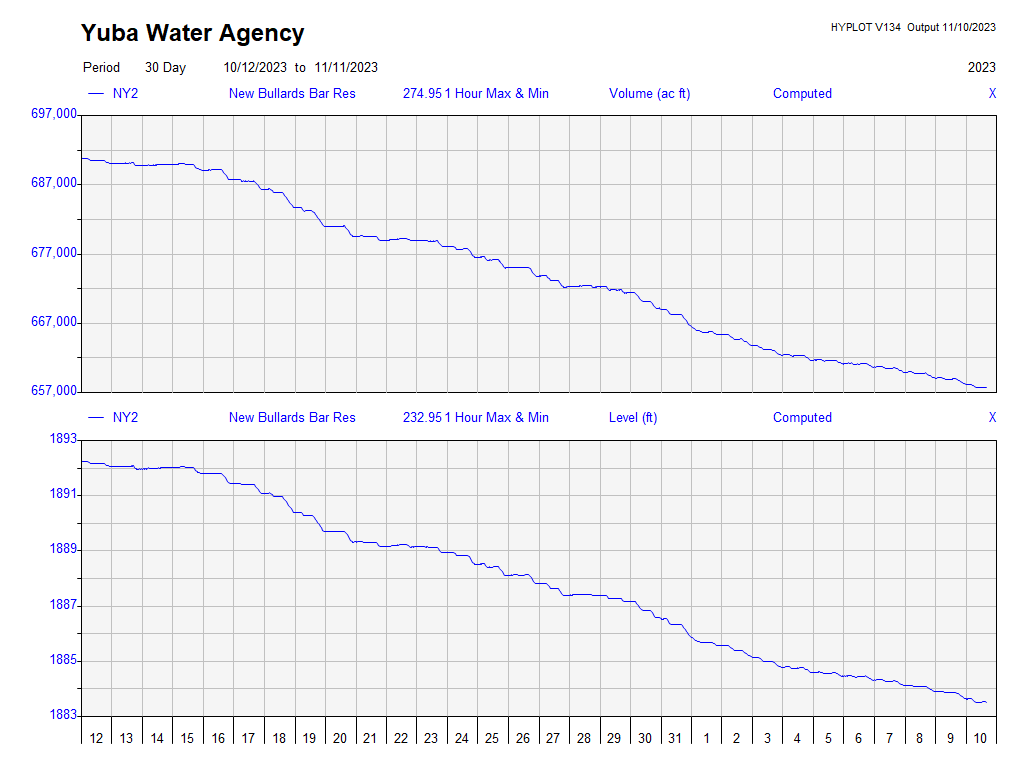 Yuba Water Agency
HYPLOT V134 Output 11/10/2023
Period 30 Day 10/12/2023 to 11/11/2023 2023
NY2 New Bullards Bar Res 274.95 1 Hour Max & Min Volume (ac ft) Computed X
697,000
687,000
677,000
667,000
657,000
NY2 New Bullards Bar Res 232.95 1 Hour Max & Min Level (ft) Computed X
1893
1891
1889
1887
1885
1883
12 13 14 15 16 17 18 19 20 21 22 23 24 25 26 27 28 29 30 31 1 2 3 4 5 6 7 8 9 10